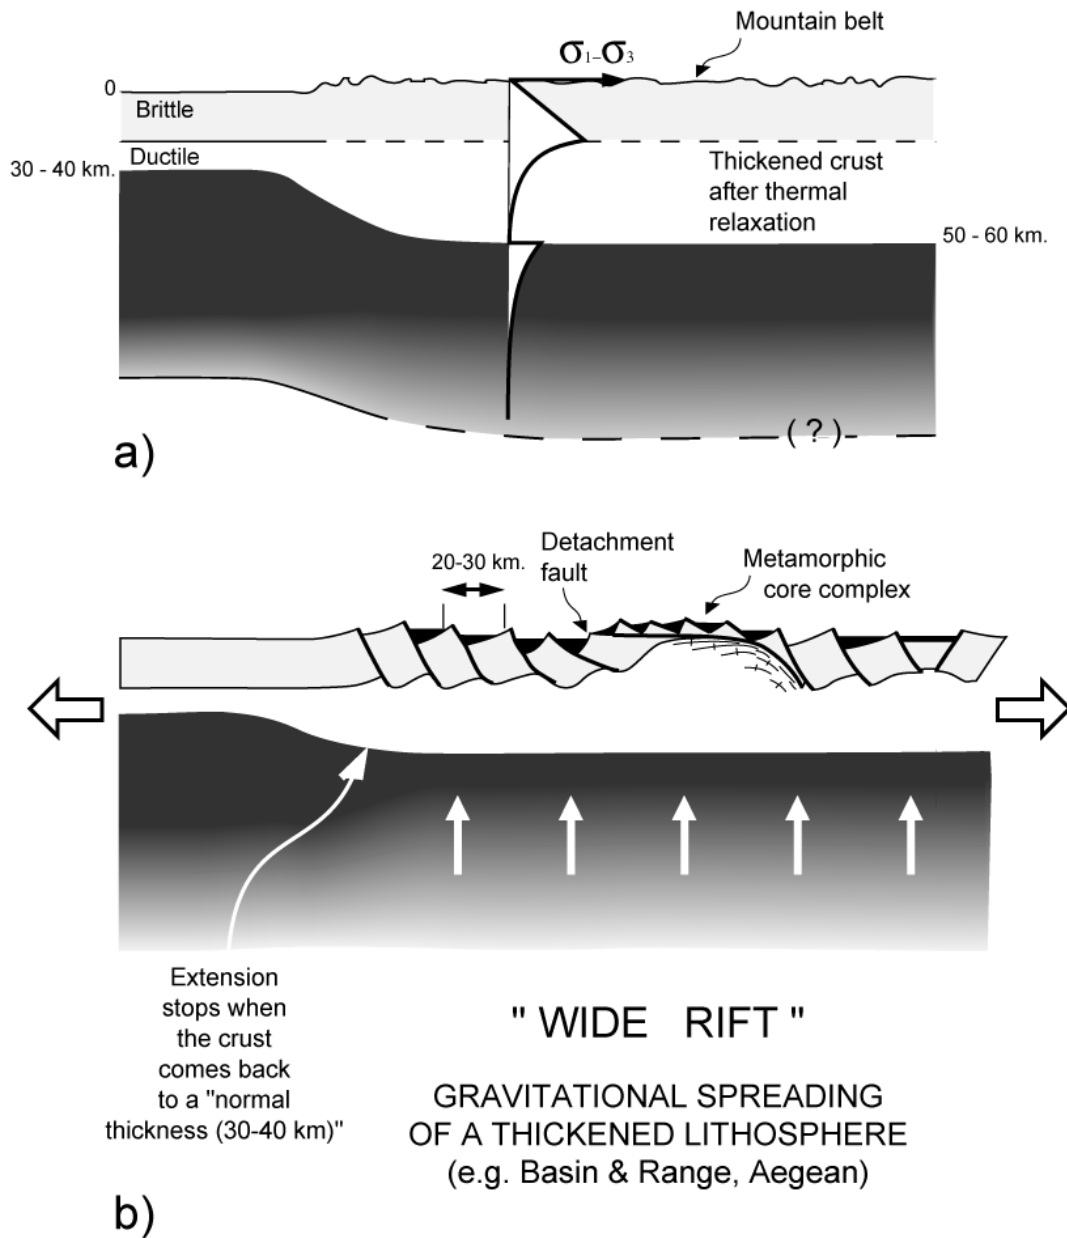 Mountain belt
σ1–σ3
0
Brittle
Ductile
30 - 40 km.
Thickened crust
after thermal
relaxation
50 - 60 km.
( ? )
a)
Detachment
fault
20-30 km.
Metamorphic
core complex
Extension
stops when
the crust
comes back
to a "normal
thickness (30-40 km)"
" WIDE RIFT "
GRAVITATIONAL SPREADING
OF A THICKENED LITHOSPHERE
(e.g. Basin & Range, Aegean)
b)